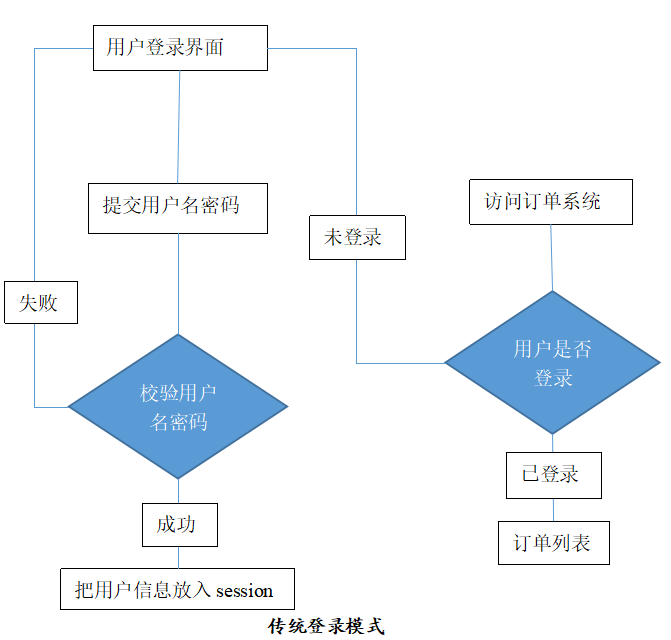 用户登录界面
提交用户名密码
访问订单系统
未登录
失败
用户是否
登录
校验用户
名密码
已登录
成功
订单列表
把用户信息放入 session
传统登录模式